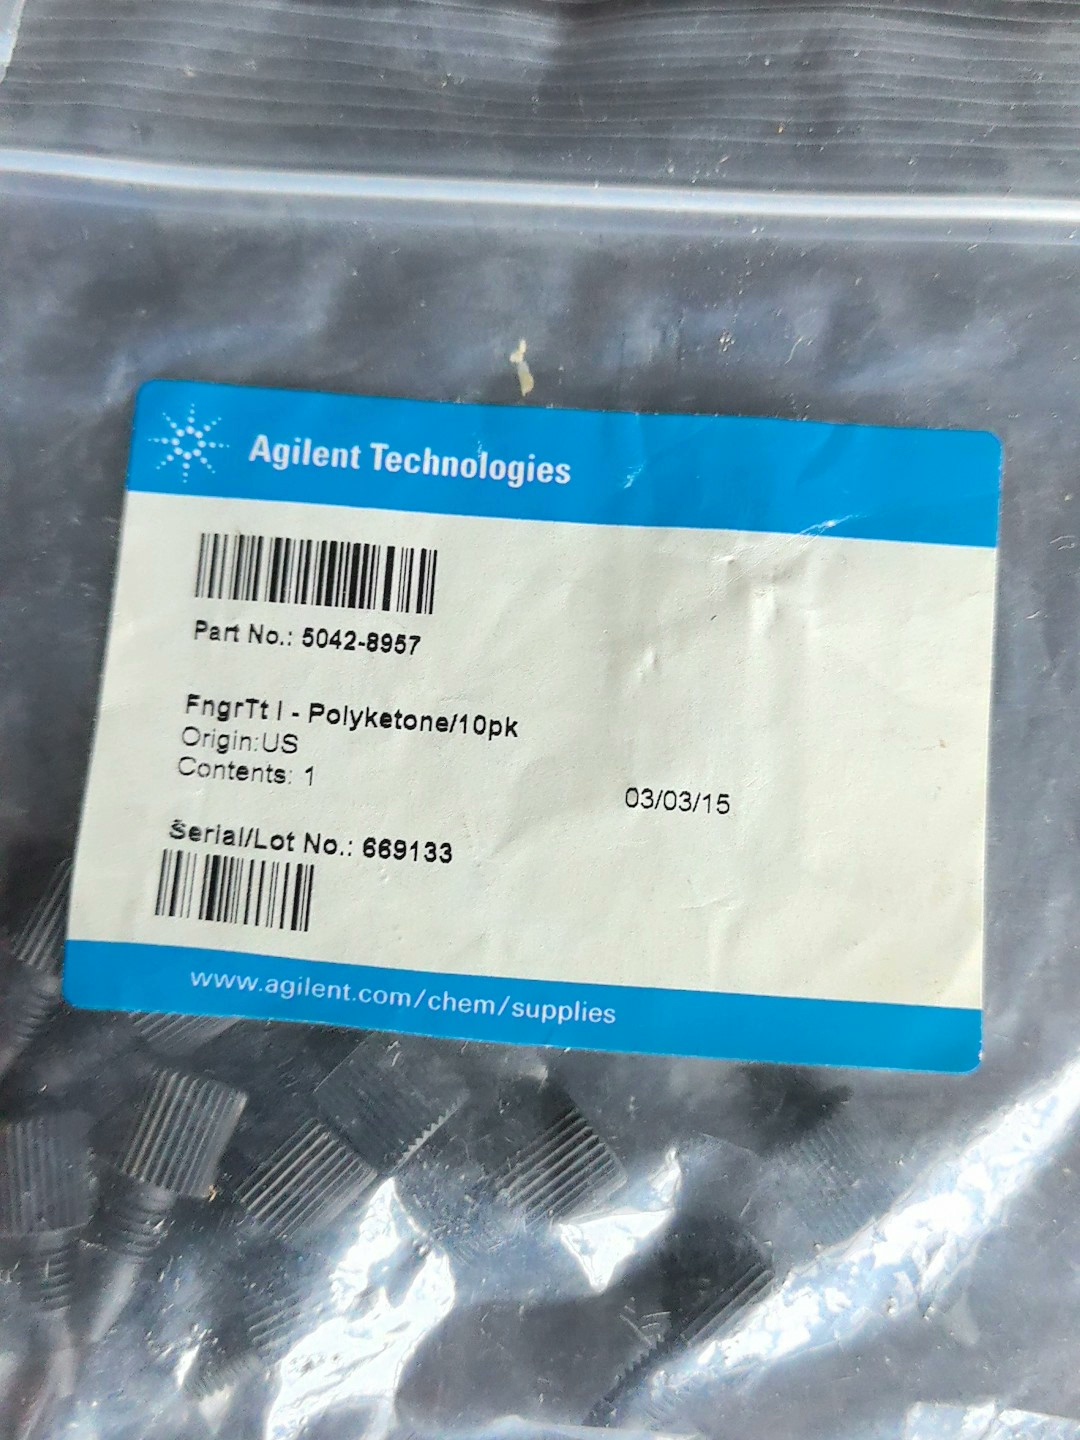 Agilent Technologies
Part No.: 5042-8957
FngrTt I - Polyketone/10pk
Origin:US
Contents: 1
03/03/15
Serial/Lot No.: 669133
www.agilent.com/chem/supplies